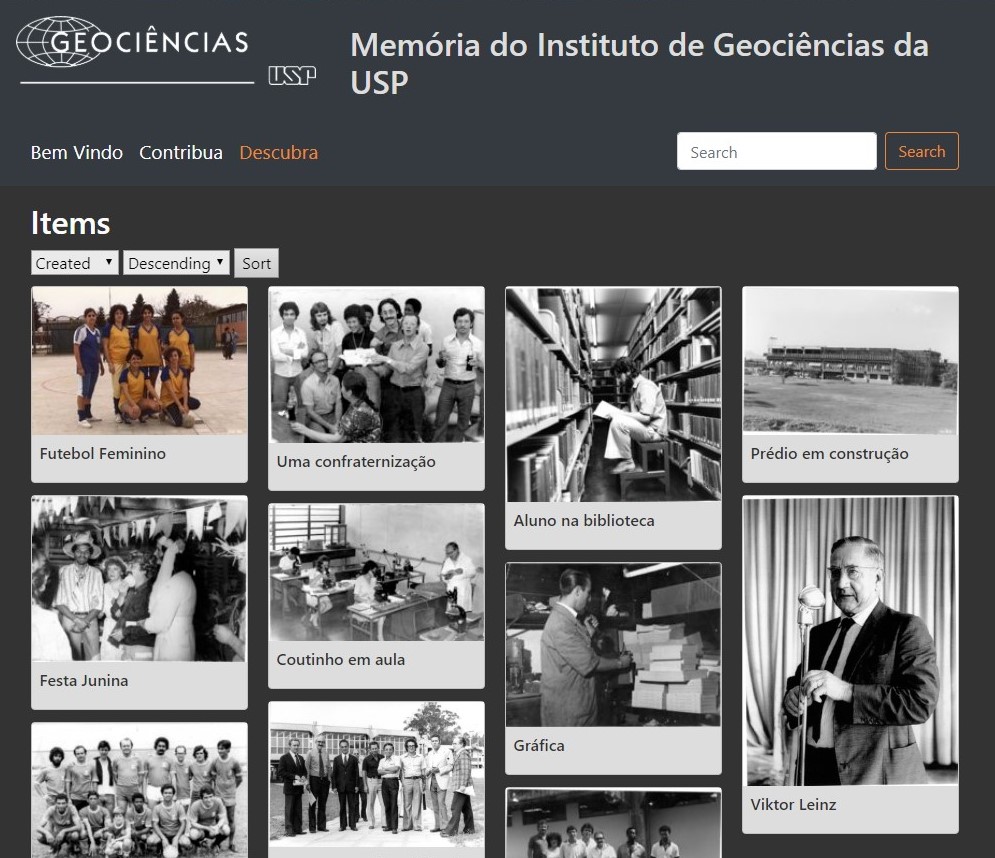 GEOCIÊNCIAS
USP
Memória do Instituto de Geociências da
USP
Bem Vindo Contribua Descubra
Search Search
Items
Created Descending Sort
Futebol Feminino
Uma confraternização
Aluno na biblioteca
Prédio em construção
Festa Junina
Coutinho em aula
Gráfica
Viktor Leinz